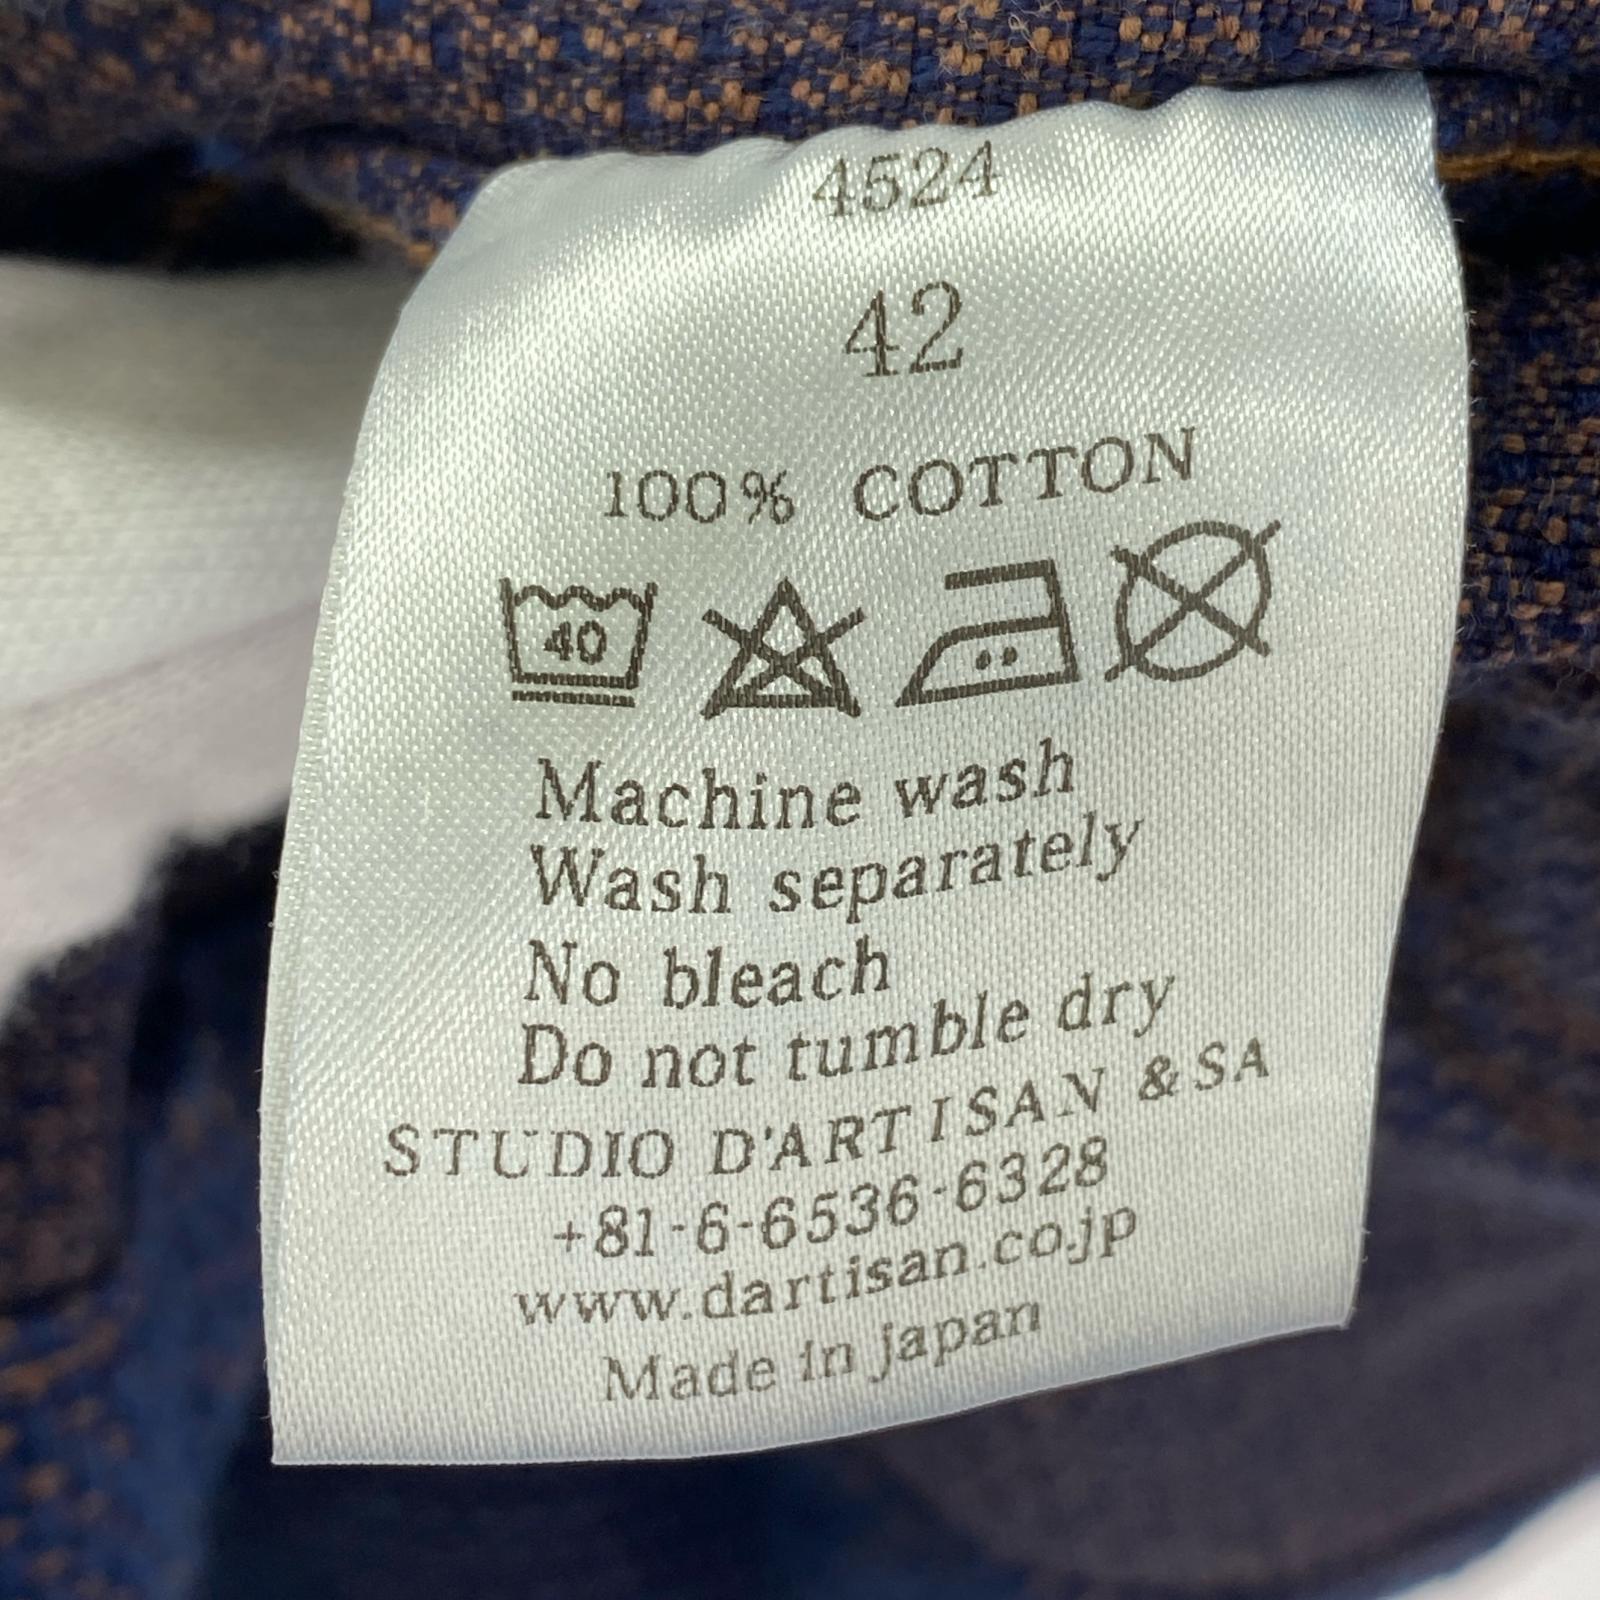 4524
42
100% COTTON
40
Machine wash
Wash separately
No bleach
Do not tumble dry
STUDIO D'ARTISAN & SA
+81-6-6536-6328
www.dartisan.co.jp
Made in japan